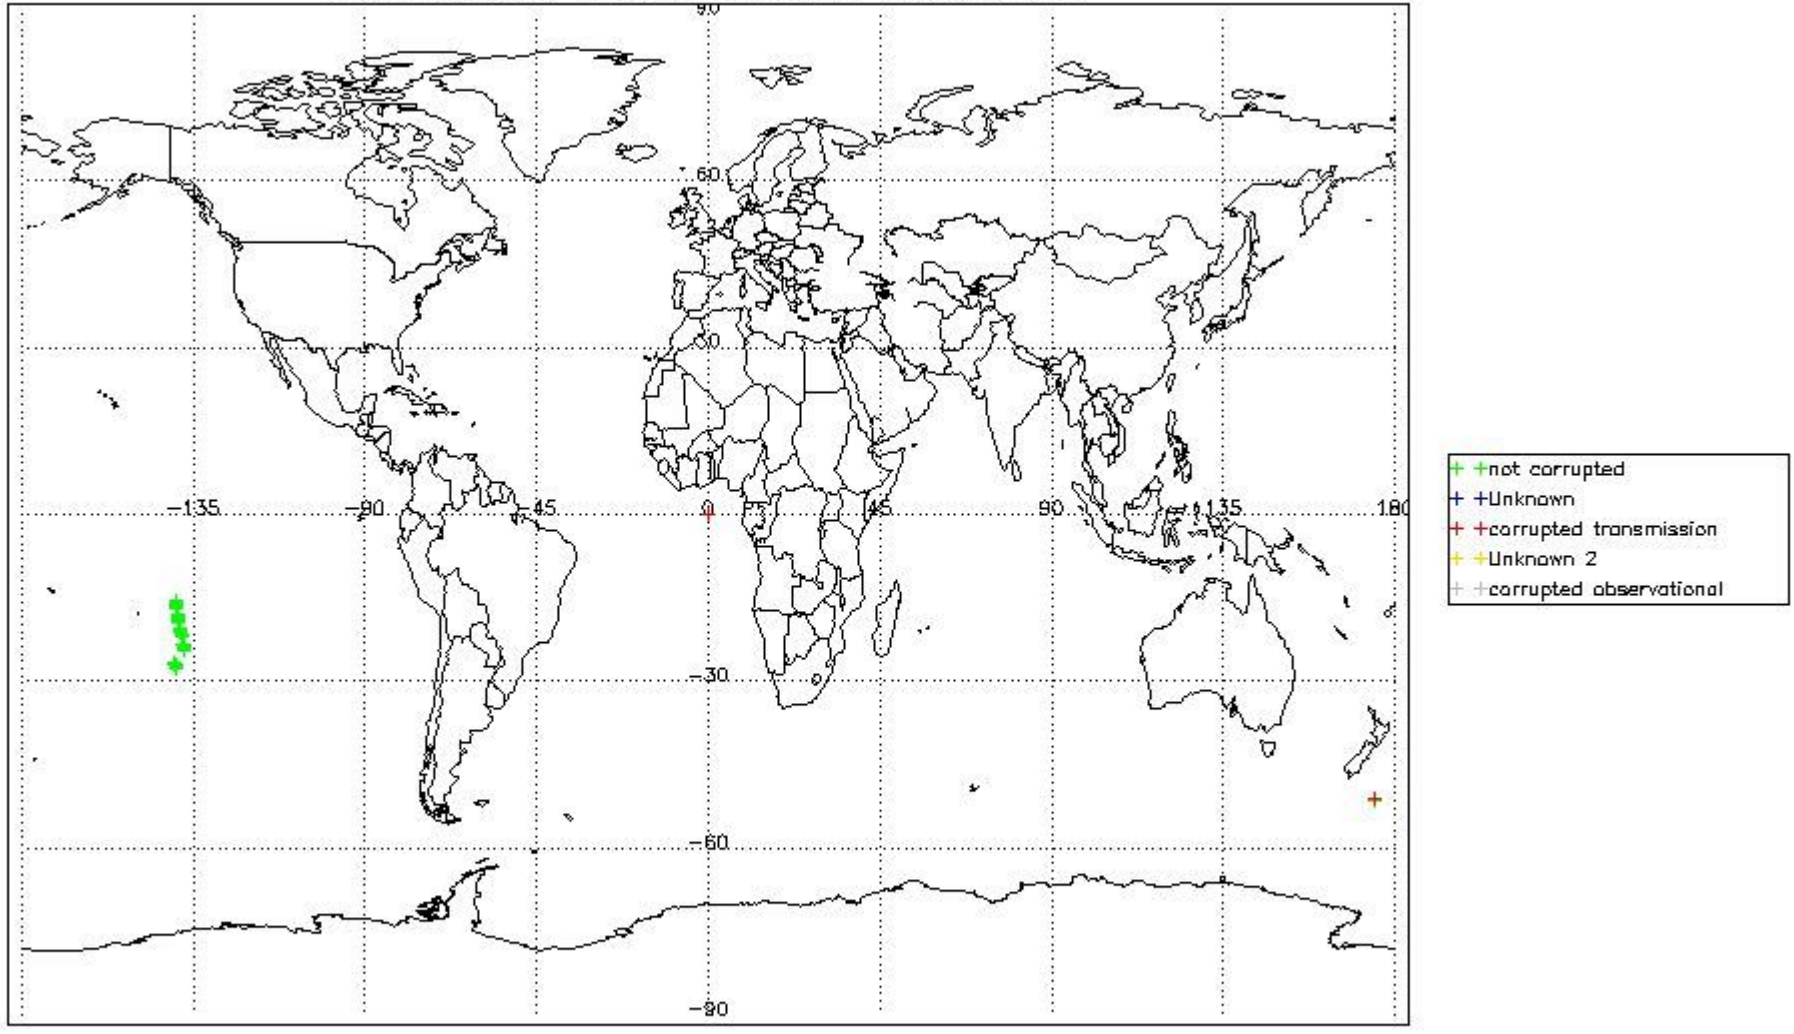 90
60
30
-135 -90 -45 0 45 90 135 180
-30
-60
-90
not corrupted
Unknown
corrupted transmission
Unknown 2
corrupted observational